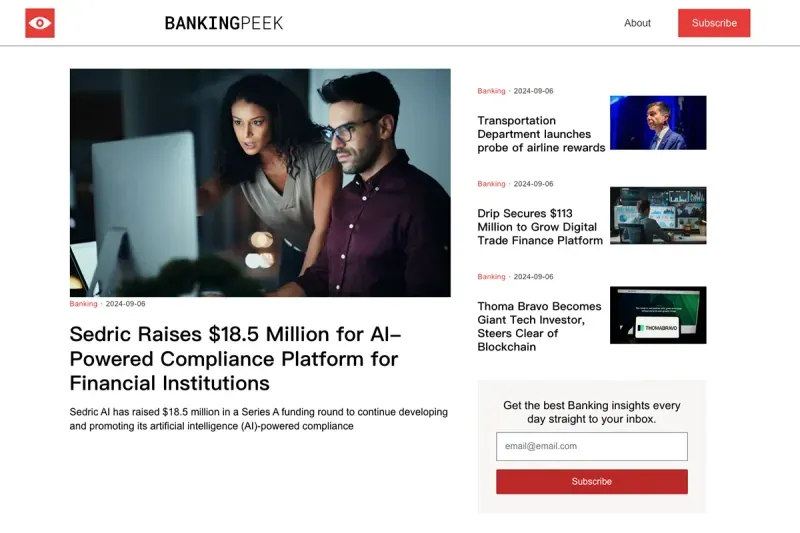 BANKINGPEEK
About
Subscribe
Banking · 2024-09-06
Sedric Raises $18.5 Million for AI-
Powered Compliance Platform for
Financial Institutions
Sedric AI has raised $18.5 million in a Series A funding round to continue developing
and promoting its artificial intelligence (AI)-powered compliance
Banking · 2024-09-06
Transportation
Department launches
probe of airline rewards
Banking · 2024-09-06
Drip Secures $113
Million to Grow Digital
Trade Finance Platform
Banking · 2024-09-06
Thoma Bravo Becomes
Giant Tech Investor,
Steers Clear of
Blockchain
THOMABRAVO
Get the best Banking insights every
day straight to your inbox.
email@email.com
Subscribe